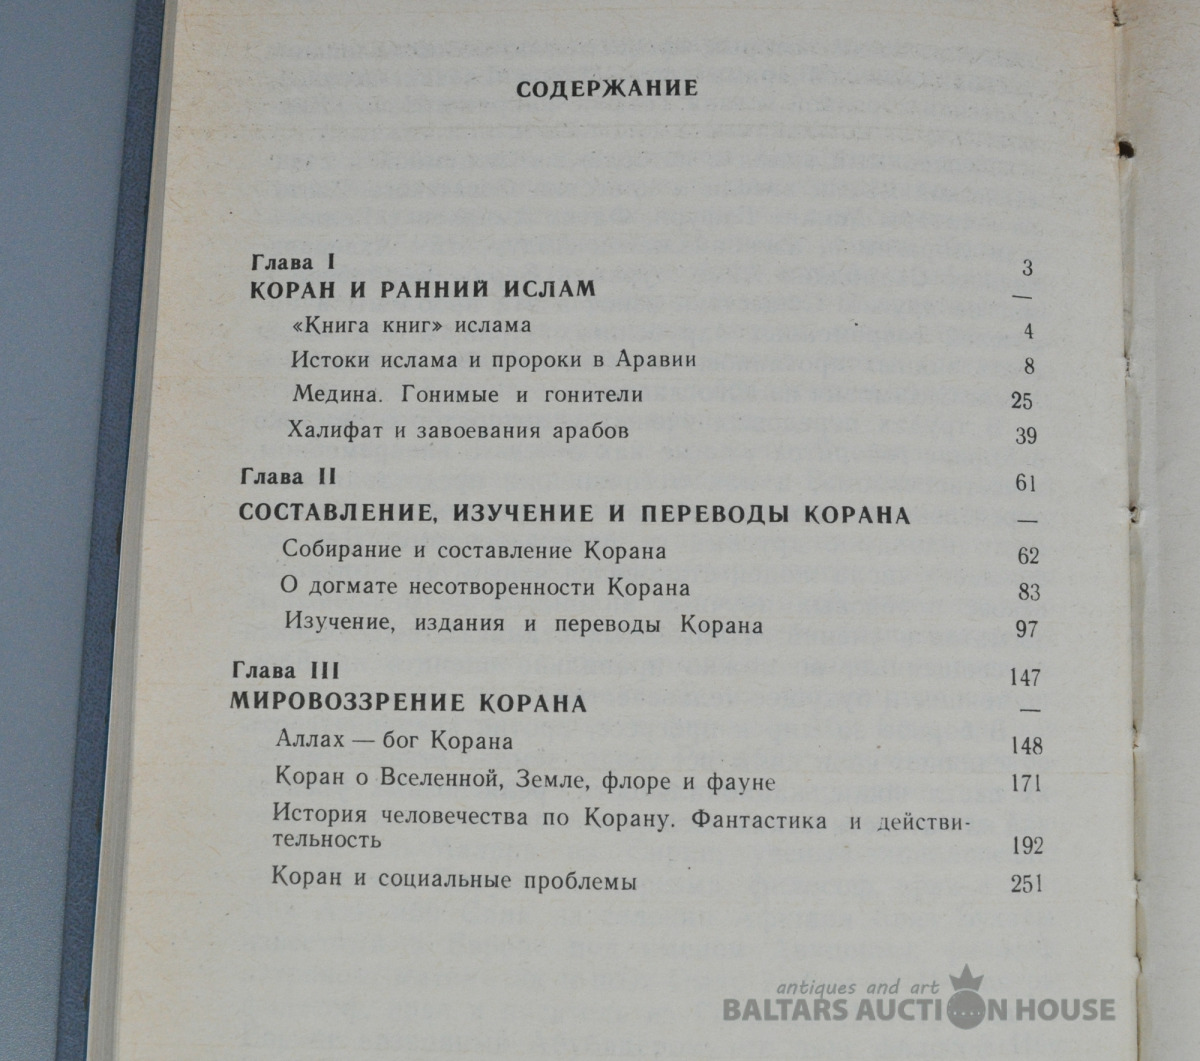 СОДЕРЖАНИЕ
Глава I 3
КОРАН И РАННИЙ ИСЛАМ —
«Книга книг» ислама 4
Истоки ислама и пророки в Аравии 8
Медина. Гонимые и гонители 25
Халифат и завоевания арабов 39
Глава II 61
СОСТАВЛЕНИЕ, ИЗУЧЕНИЕ И ПЕРЕВОДЫ КОРАНА —
Собирание и составление Корана 62
О догмате несотворенности Корана 83
Изучение, издания и переводы Корана 97
Глава III 147
МИРОВОЗЗРЕНИЕ КОРАНА —
Аллах — бог Корана 148
Коран о Вселенной, Земле, флоре и фауне 171
История человечества по Корану. Фантастика и действи-
тельность 192
Коран и социальные проблемы 251
antiques and art
BALTARS AUCTION HOUSE